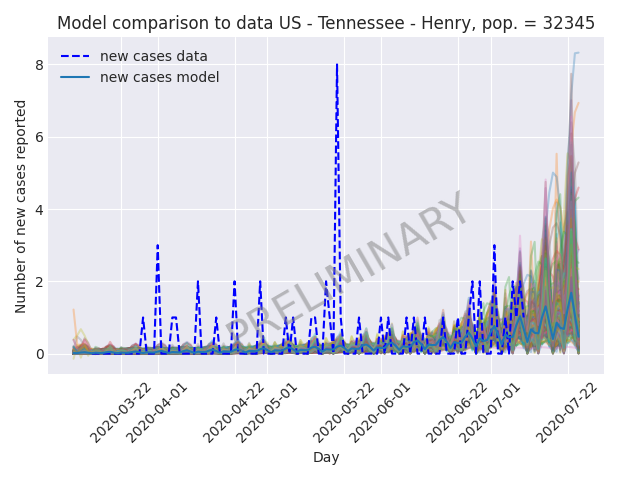 Model comparison to data US - Tennessee - Henry, pop. = 32345
new cases data
new cases model
8
6
4
2
0
Number of new cases reported
PRELIMINARY
2020-03-22
2020-04-01
2020-04-22
2020-05-01
2020-05-22
2020-06-01
2020-06-22
2020-07-01
2020-07-22
Day